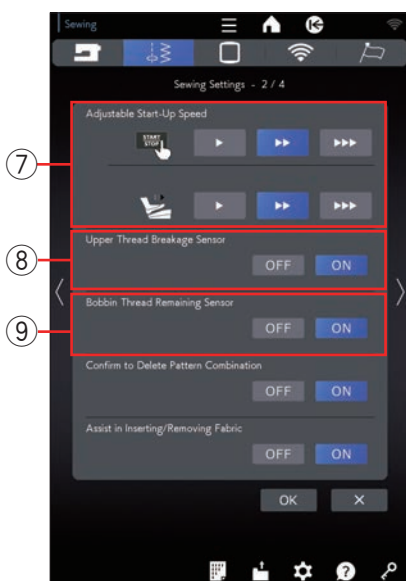 Sewing
Sewing Settings - 2 / 4
Adjustable Start-Up Speed
START
STOP
⑦
Upper Thread Breakage Sensor
⑧
OFF ON
Bobbin Thread Remaining Sensor
⑨
OFF ON
Confirm to Delete Pattern Combination
OFF ON
Assist in Inserting/Removing Fabric
OFF ON
OK X